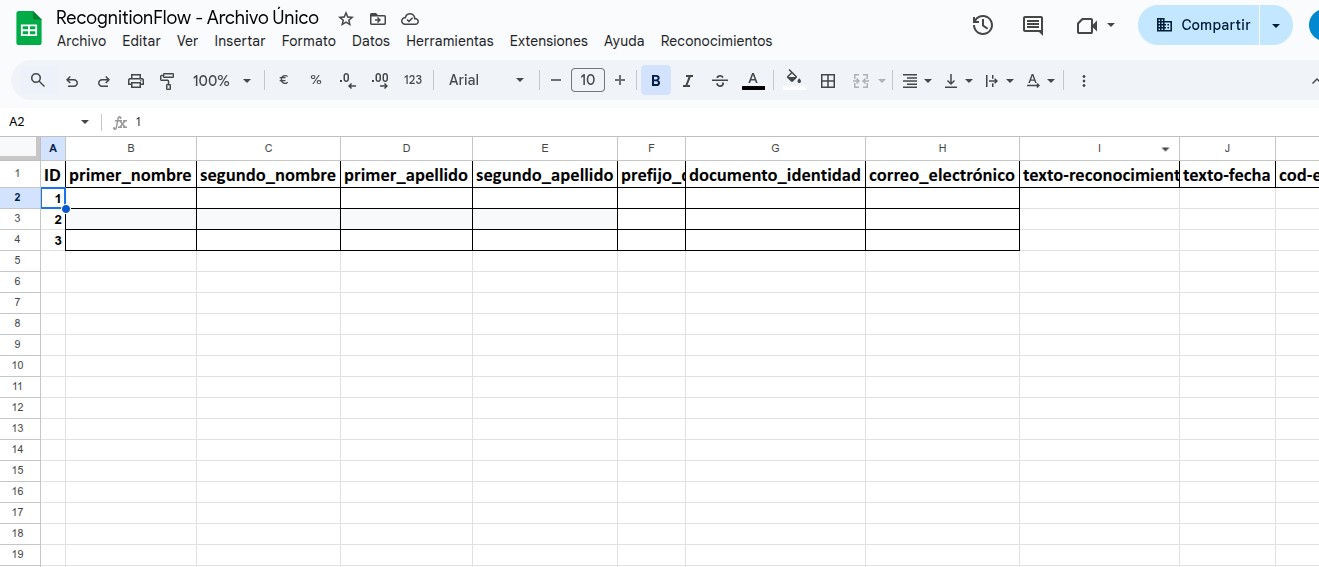 RecognitionFlow - Archivo Único
Archivo Editar Ver Insertar Formato Datos Herramientas Extensiones Ayuda Reconocimientos
Compartir
100% € % .0 .00 123 Arial 10 B I S A A
A2 fx 1
A B C D E F G H I J
1 ID primer_nombre segundo_nombre primer_apellido segundo_apellido prefijo_ documento_identidad correo_electrónico texto-reconocimient texto-fecha cod-e
2 1
3 2
4 3
5
6
7
8
9
10
11
12
13
14
15
16
17
18
19